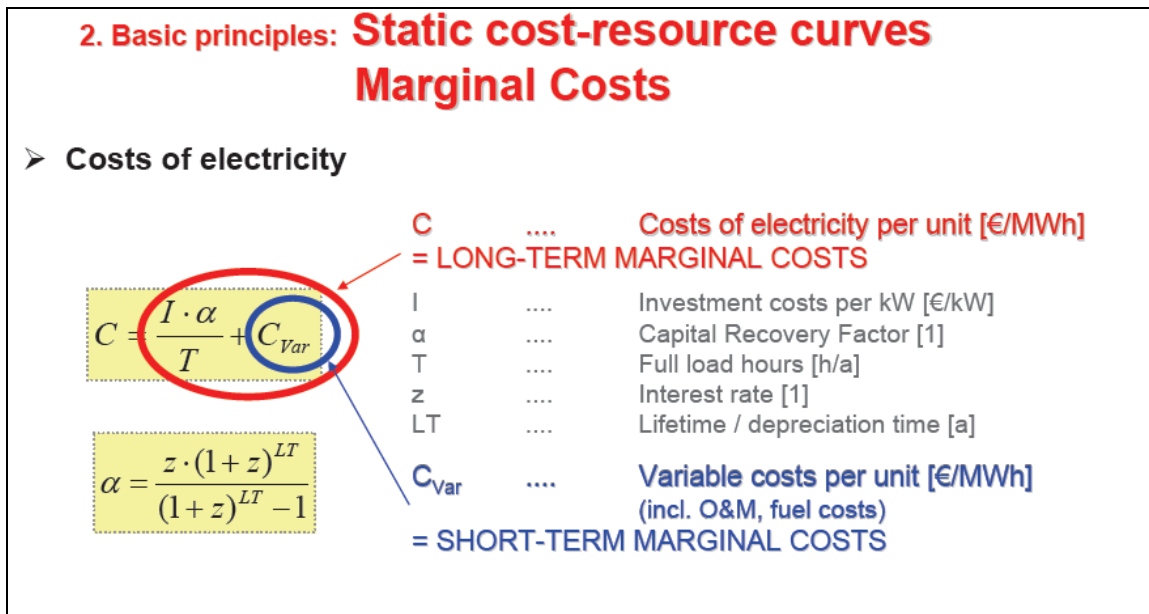 2. Basic principles: Static cost-resource curves
Marginal Costs
➢ Costs of electricity
C .... Costs of electricity per unit [€/MWh]
= LONG-TERM MARGINAL COSTS
C = I · α / T + C_Var
I .... Investment costs per kW [€/kW]
α .... Capital Recovery Factor [1]
T .... Full load hours [h/a]
z .... Interest rate [1]
LT .... Lifetime / depreciation time [a]
α = z · (1 + z)^LT / (1 + z)^LT − 1
C_Var .... Variable costs per unit [€/MWh]
(incl. O&M, fuel costs)
= SHORT-TERM MARGINAL COSTS